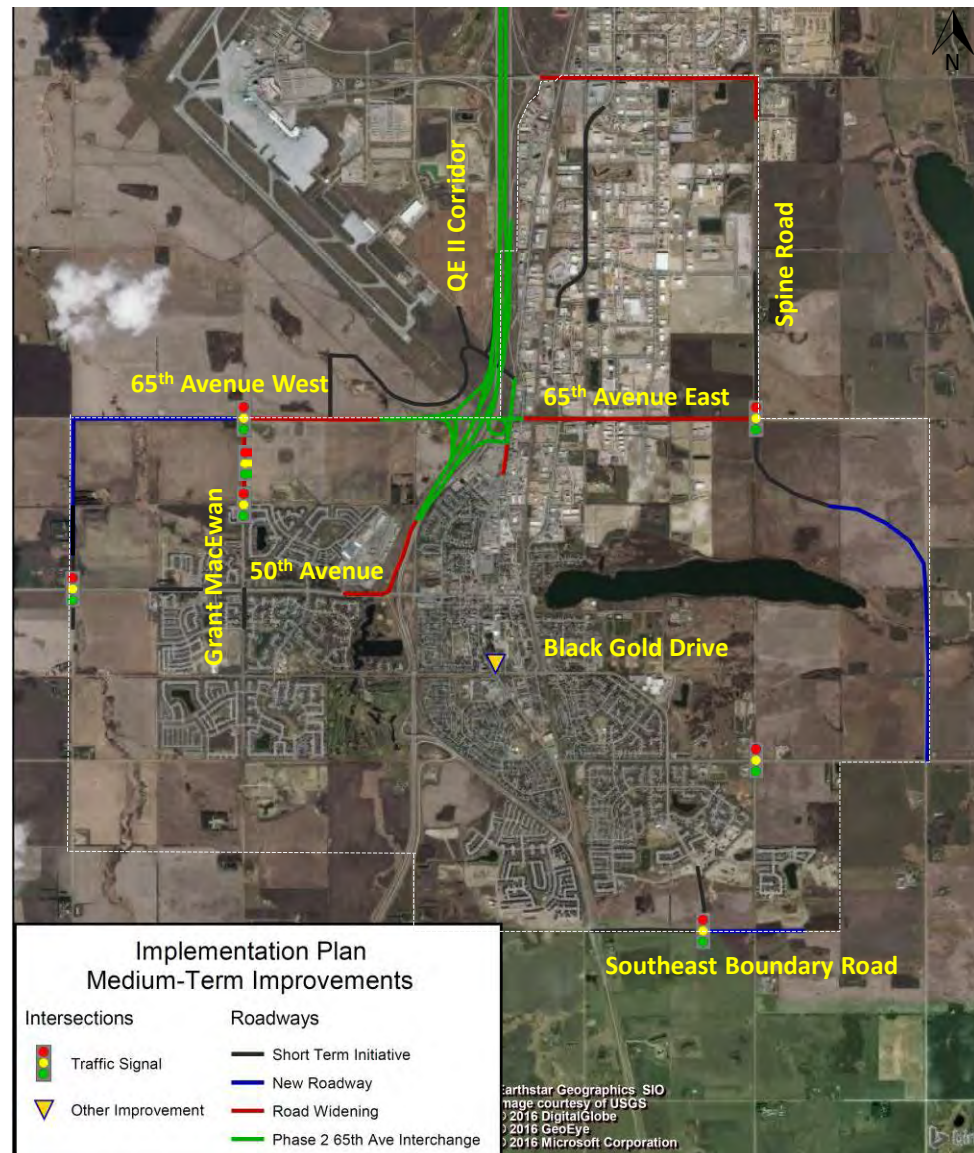 N
QE II Corridor
Spine Road
65th Avenue West
65th Avenue East
Grant MacEwan
50th Avenue
Black Gold Drive
Southeast Boundary Road
Implementation Plan
Medium-Term Improvements
Intersections
Traffic Signal
Other Improvement
Roadways
Short Term Initiative
New Roadway
Road Widening
Phase 2 65th Ave Interchange
Earthstar Geographics SIO
mage courtesy of USGS
© 2016 DigitalGlobe
© 2016 GeoEye
© 2016 Microsoft Corporation